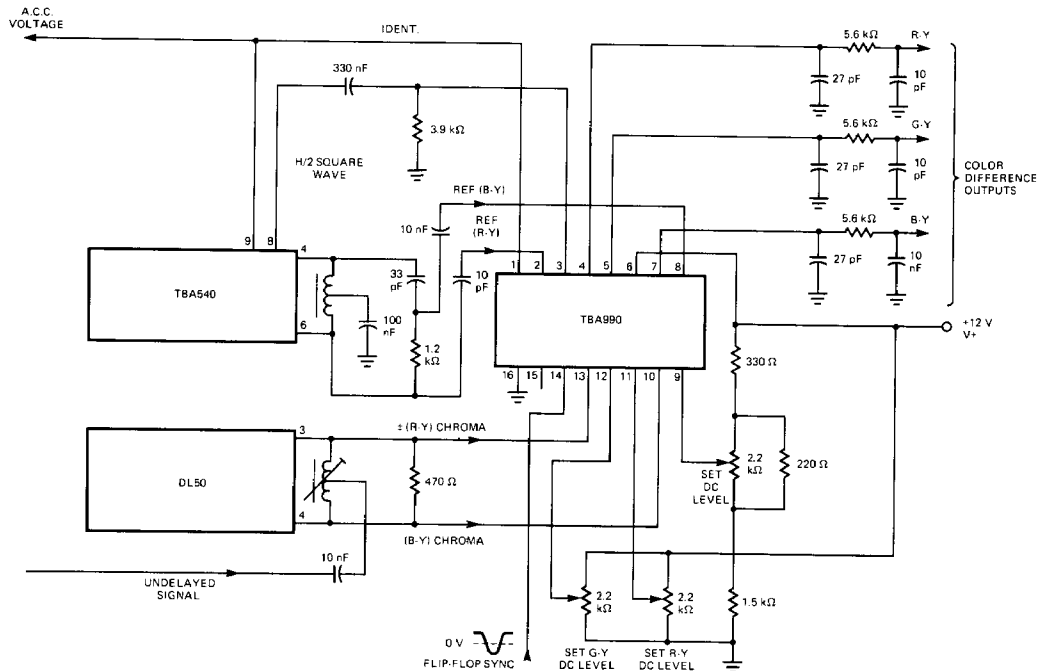 A.C.C.
VOLTAGE
IDENT.
330 nF
3.9 kΩ
H/2 SQUARE
WAVE
5.6 kΩ
R-Y
27 pF
10
pF
5.6 kΩ
G-Y
27 pF
10
pF
5.6 kΩ
B-Y
27 pF
10
nF
COLOR
DIFFERENCE
OUTPUTS
REF (B-Y)
REF
(R-Y)
10 nF
9
8
4
6
TBA540
33
pF
10
pF
100
nF
1.2
kΩ
1
2
3
4
5
6
7
8
TBA990
16
15
14
13
12
11
10
9
+12 V
V+
330 Ω
2.2
kΩ
220 Ω
SET
DC
LEVEL
3
4
DL50
± (R-Y) CHROMA
470 Ω
(B-Y) CHROMA
10 nF
UNDELAYED
SIGNAL
2.2
kΩ
2.2
kΩ
1.5 kΩ
0 V
FLIP-FLOP SYNC
SET G-Y
DC LEVEL
SET R-Y
DC LEVEL